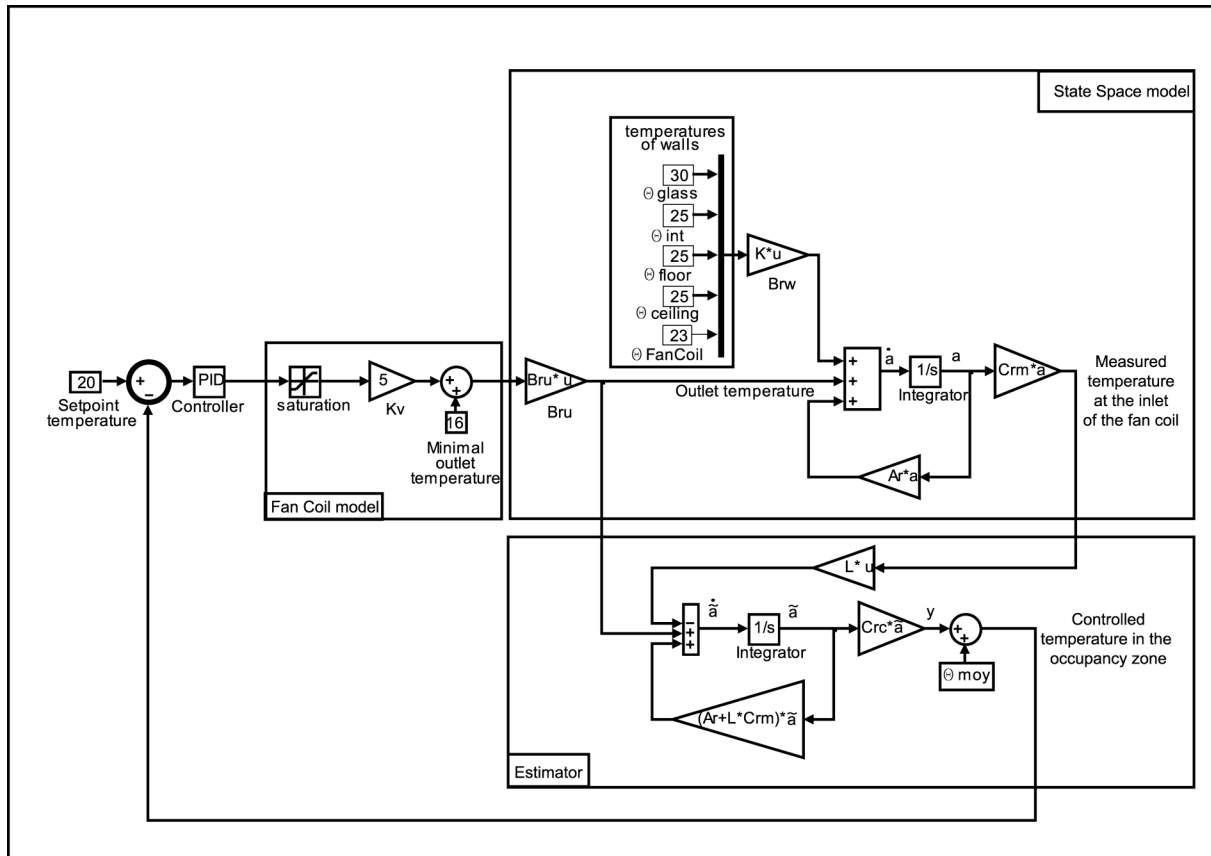 State Space model
temperatures
of walls
30
Θ glass
25
Θ int
25
Θ floor
25
Θ ceiling
23
Θ FanCoil
K*u
Brw
20
Setpoint
temperature
+
−
PID
Controller
saturation
5
Kv
+
+
16
Minimal
outlet
temperature
Fan Coil model
Bru* u
Bru
Outlet temperature
+
+
+
ȧ
1/s
Integrator
a
Crm*a
Ar*a
Measured
temperature
at the inlet
of the fan coil
L* u
−
+
+
ã̇
1/s
Integrator
ã
Crc*ã
y
+
+
Θ moy
(Ar+L*Crm)*ã
Controlled
temperature in the
occupancy zone
Estimator